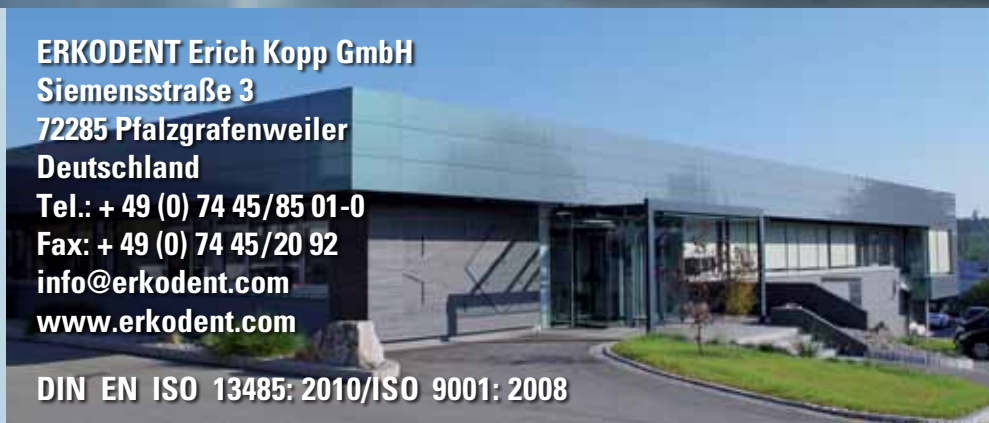 ERKODENT Erich Kopp GmbH
Siemensstraße 3
72285 Pfalzgrafenweiler
Deutschland
Tel.: + 49 (0) 74 45/85 01-0
Fax: + 49 (0) 74 45/20 92
info@erkodent.com
www.erkodent.com
DIN EN ISO 13485: 2010/ISO 9001: 2008